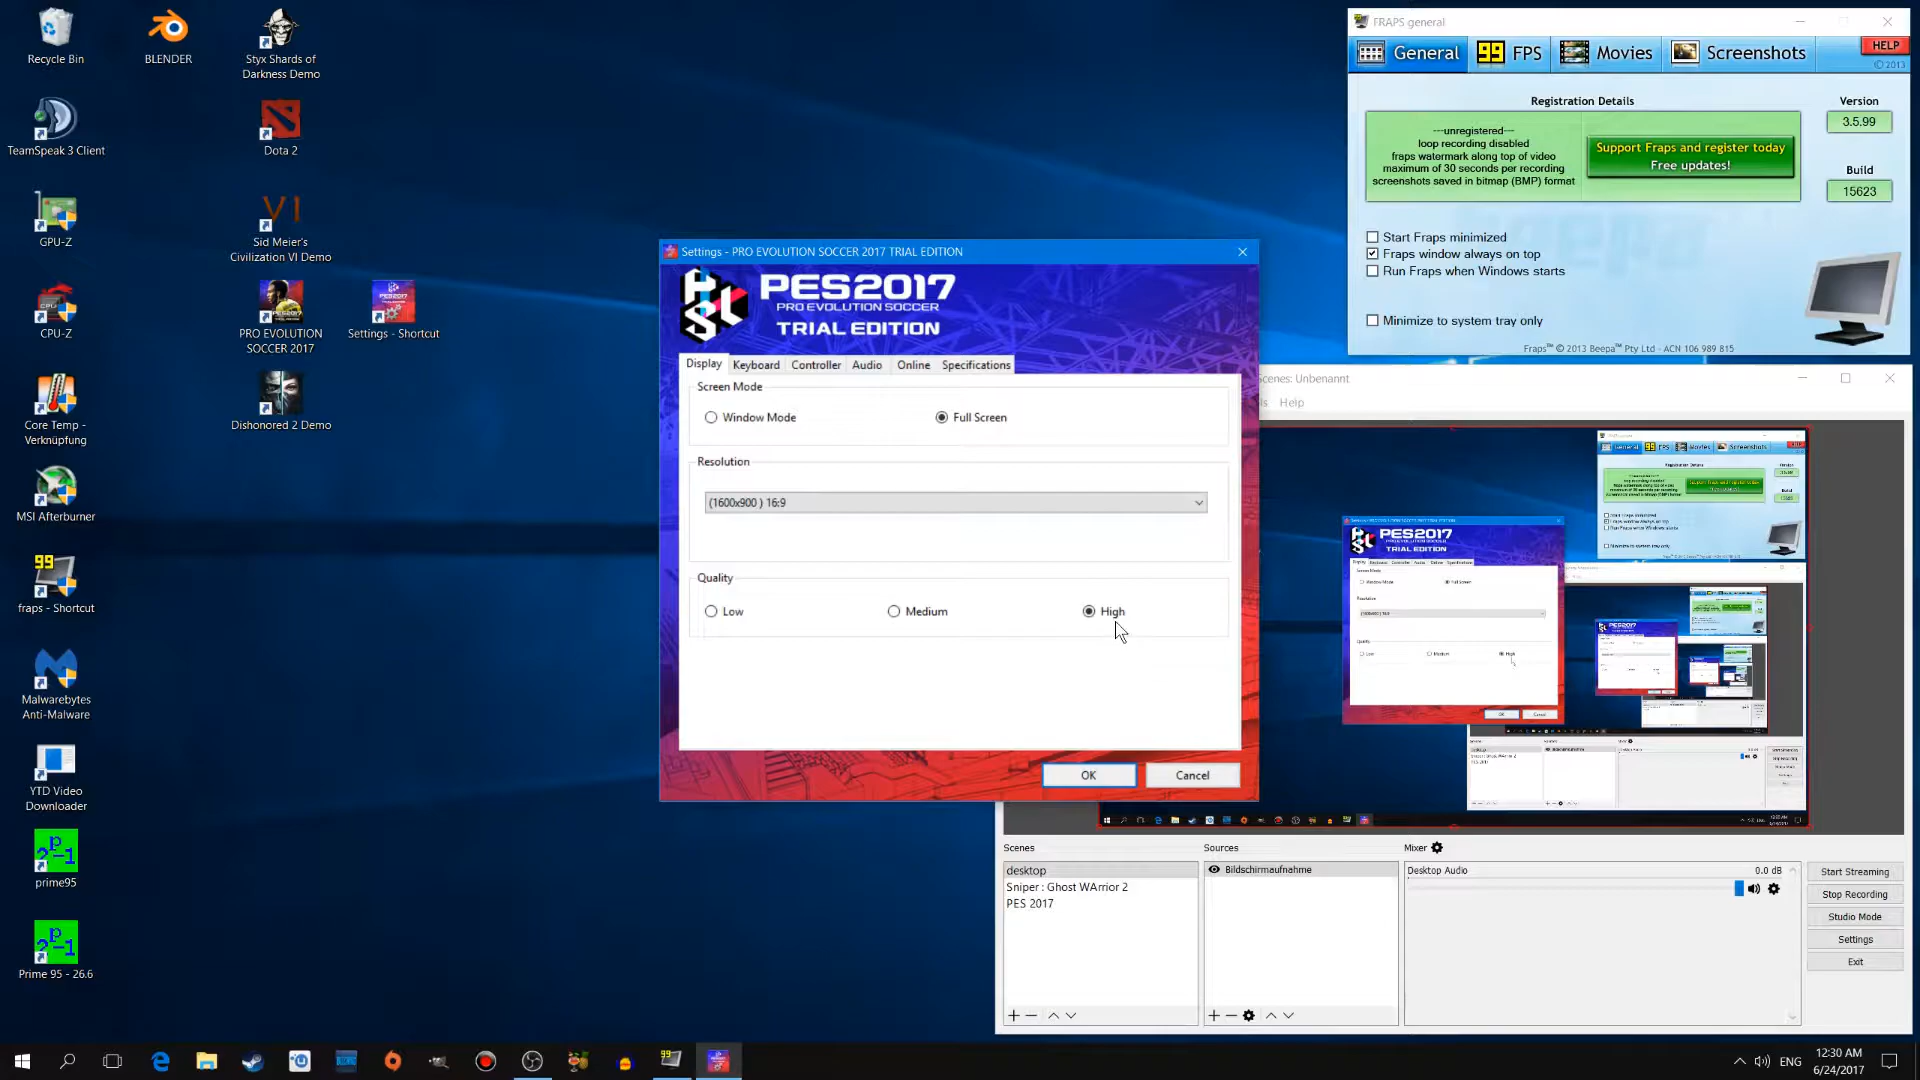 Recycle Bin
BLENDER
Styx Shards of
Darkness Demo
TeamSpeak 3 Client
Dota 2
GPU-Z
VI
Sid Meier's
Civilization VI Demo
CPU
CPU-Z
PRO EVOLUTION
SOCCER 2017
Settings - Shortcut
Core Temp -
Verknüpfung
Dishonored 2 Demo
MSI Afterburner
99
fraps - Shortcut
Malwarebytes
Anti-Malware
YTD Video
Downloader
prime95
Prime 95 - 26.6
FRAPS general
General
99 FPS
Movies
Screenshots
HELP
© 2013
Registration Details
Version
3.5.99
---unregistered---
loop recording disabled
fraps watermark along top of video
maximum of 30 seconds per recording
screenshots saved in bitmap (BMP) format
Support Fraps and register today
Free updates!
Build
15623
Start Fraps minimized
Fraps window always on top
Run Fraps when Windows starts
Minimize to system tray only
Fraps™ © 2013 Beepa™ Pty Ltd - ACN 106 989 815
Settings - PRO EVOLUTION SOCCER 2017 TRIAL EDITION
PES2017
PRO EVOLUTION SOCCER
TRIAL EDITION
Display
Keyboard
Controller
Audio
Online
Specifications
Screen Mode
Window Mode
Full Screen
Resolution
(1600x900 ) 16:9
Quality
Low
Medium
High
OK
Cancel
Scenes: Unbenannt
Help
PES2017
TRIAL EDITION
Scenes
desktop
Sniper : Ghost WArrior 2
PES 2017
Sources
Bildschirmaufnahme
Mixer
Desktop Audio
0.0 dB
Start Streaming
Stop Recording
Studio Mode
Settings
Exit
ENG
12:30 AM
6/24/2017